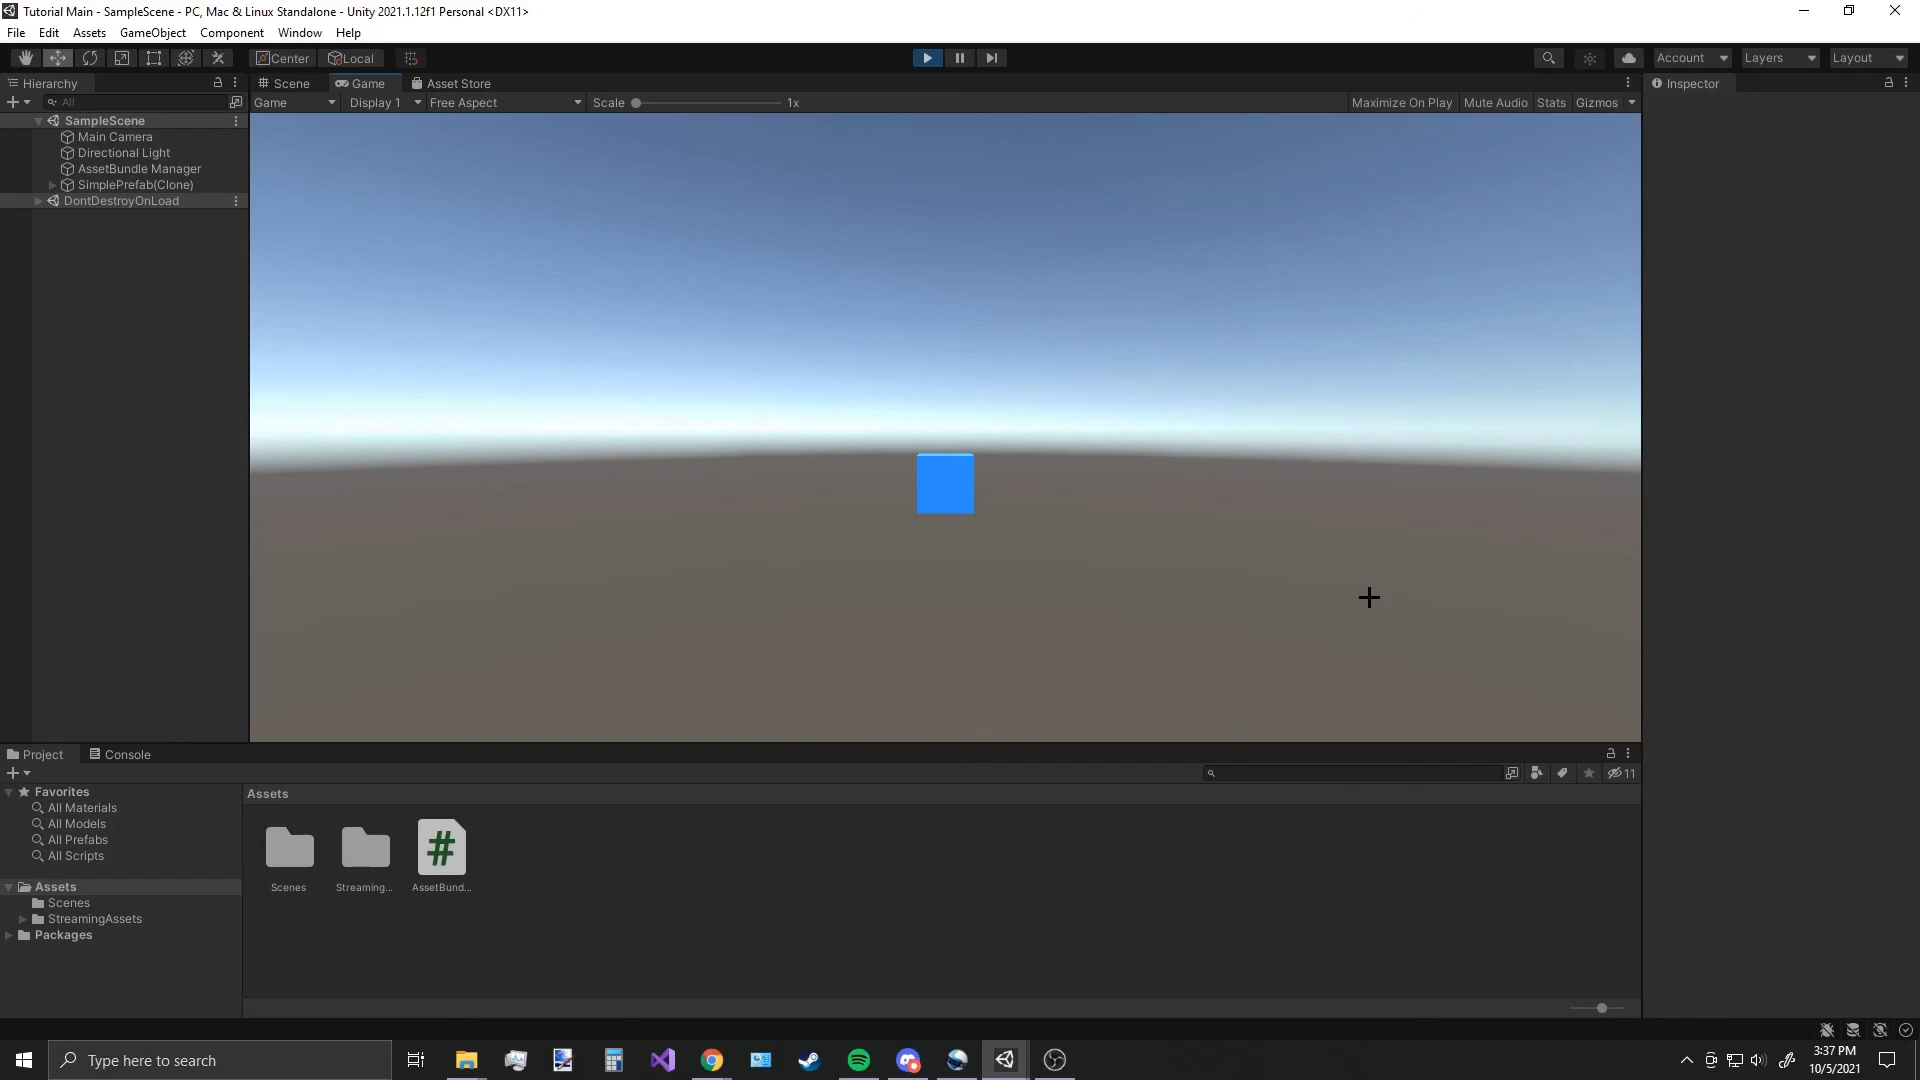 Tutorial Main - SampleScene - PC, Mac & Linux Standalone - Unity 2021.1.12f1 Personal <DX11>
File Edit Assets GameObject Component Window Help
Center Local Account Layers Layout
Hierarchy Scene Game Asset Store Inspector
All Game Display 1 Free Aspect Scale 1x Maximize On Play Mute Audio Stats Gizmos
SampleScene
Main Camera
Directional Light
AssetBundle Manager
SimplePrefab(Clone)
DontDestroyOnLoad
Project Console
11
Favorites
All Materials
All Models
All Prefabs
All Scripts
Assets
Scenes
StreamingAssets
Packages
Assets
Scenes Streaming... AssetBund...
Type here to search
3:37 PM
10/5/2021